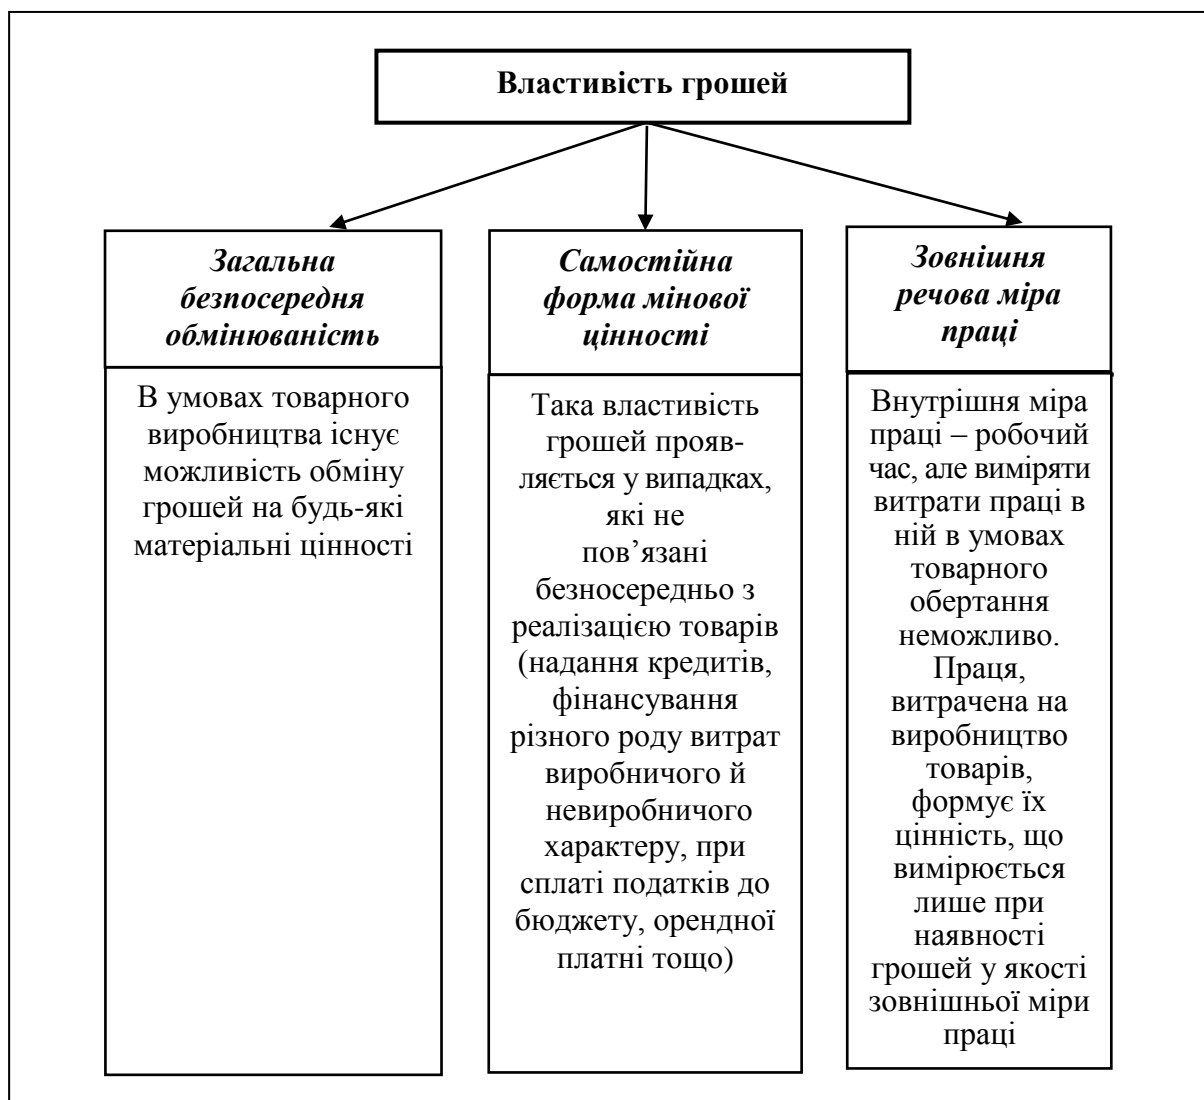 Властивість грошей
Загальна
безпосередня
обмінюваність
В умовах товарного
виробництва існує
можливість обміну
грошей на будь-які
матеріальні цінності
Самостійна
форма мінової
цінності
Така властивість
грошей прояв-
ляється у випадках,
які не
пов’язані
безносередньо з
реалізацією товарів
(надання кредитів,
фінансування
різного роду витрат
виробничого й
невиробничого
характеру, при
сплаті податків до
бюджету, орендної
платні тощо)
Зовнішня
речова міра
праці
Внутрішня міра
праці – робочий
час, але виміряти
витрати праці в
ній в умовах
товарного
обертання
неможливо.
Праця,
витрачена на
виробництво
товарів,
формує їх
цінність, що
вимірюється
лише при
наявності
грошей у якості
зовнішньої міри
праці